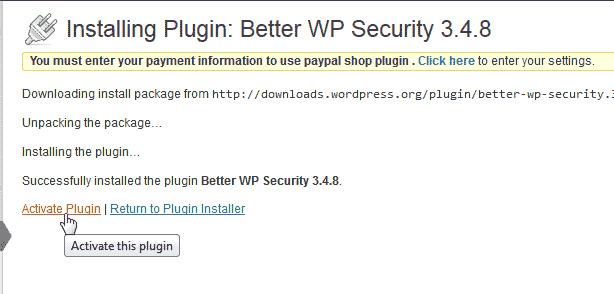 Installing Plugin: Better WP Security 3.4.8
You must enter your payment information to use paypal shop plugin . Click here to enter your settings.
Downloading install package from http://downloads.wordpress.org/plugin/better-wp-security.3
Unpacking the package…
Installing the plugin…
Successfully installed the plugin Better WP Security 3.4.8.
Activate Plugin | Return to Plugin Installer
Activate this plugin